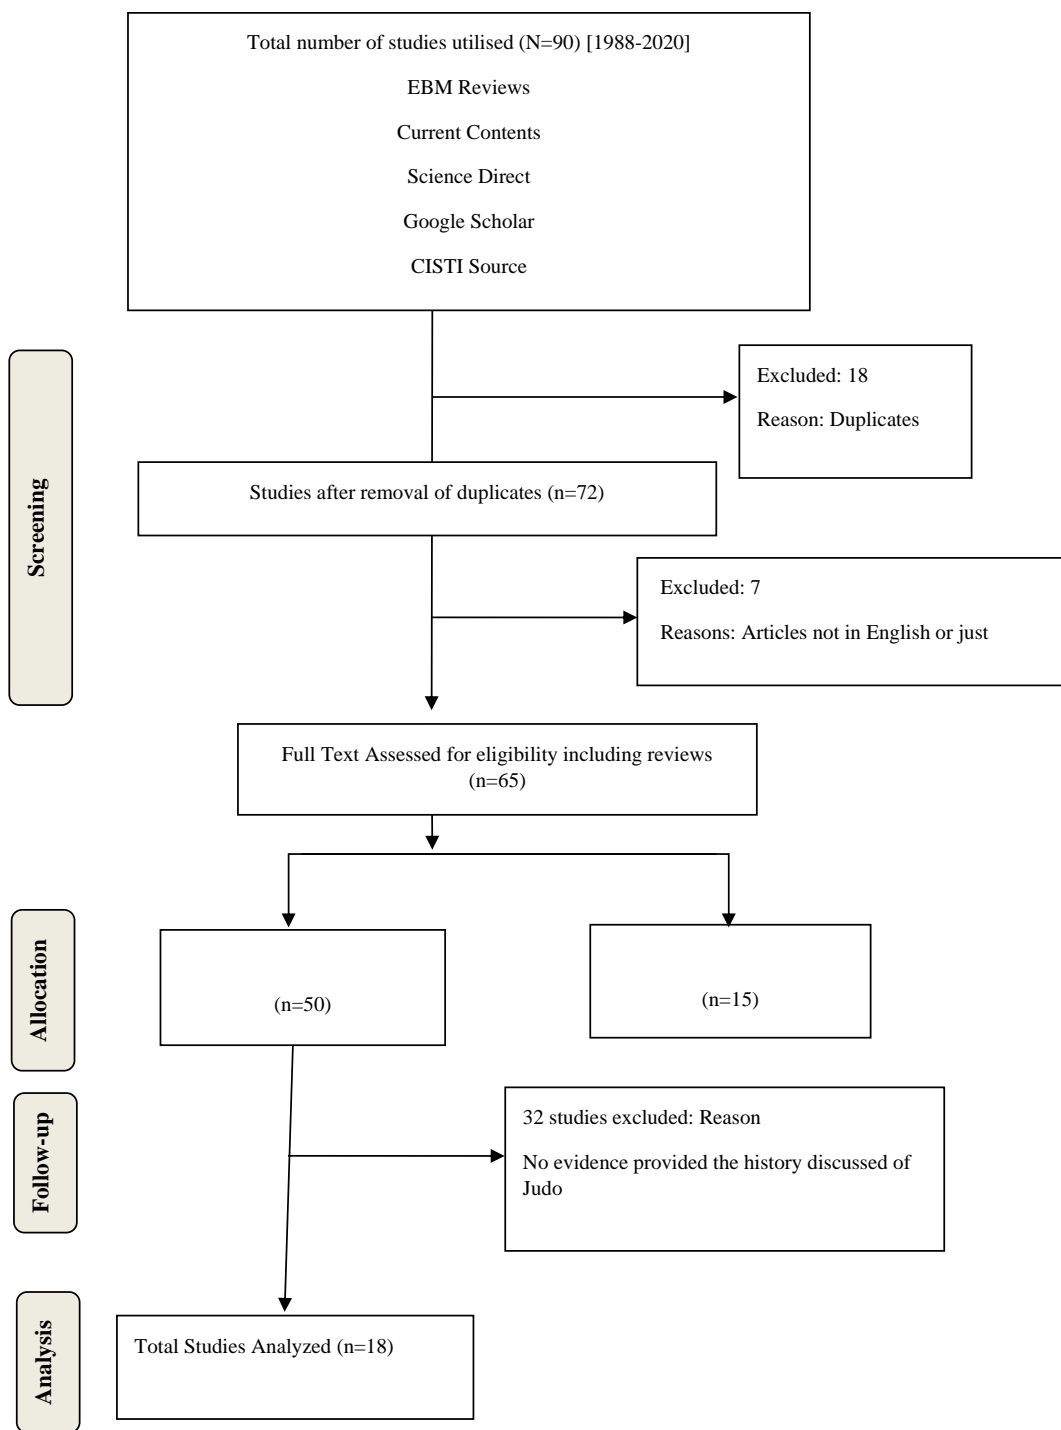 Total number of studies utilised (N=90) [1988-2020]
EBM Reviews
Current Contents
Science Direct
Google Scholar
CISTI Source
Screening
Excluded: 18
Reason: Duplicates
Studies after removal of duplicates (n=72)
Excluded: 7
Reasons: Articles not in English or just
Full Text Assessed for eligibility including reviews
(n=65)
Allocation
(n=50)
(n=15)
Follow-up
32 studies excluded: Reason
No evidence provided the history discussed of
Judo
Analysis
Total Studies Analyzed (n=18)